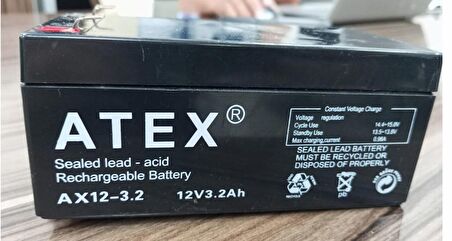 ATEX®
Sealed lead - acid
Rechargeable Battery
AX12-3.2 12V3.2Ah
Constant Voltage Charge
Voltage regulation
Cycle Use 14.4~15.0V
Standby Use 13.5~13.8V
Max charging,current 0.96A
SEALED LEAD BATTERY
MUST BE RECYCLED OR
DISPOSED OF PROPERLY
Pb